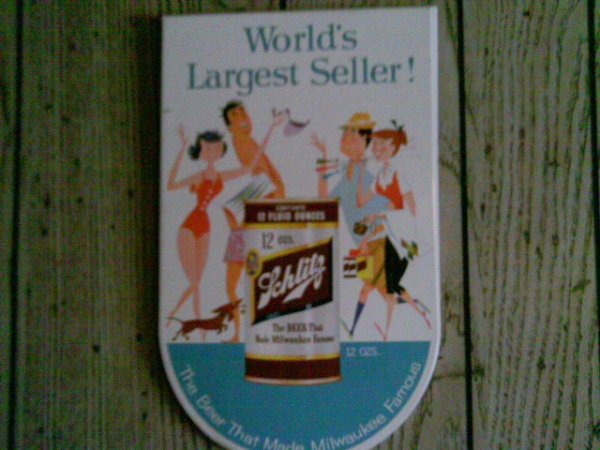 World's
Largest Seller!
CONTENTS
12 FLUID OUNCES
12 OZS.
Schlitz
The BEER That
Made Milwaukee Famous
12 OZS.
The Beer That Made Milwaukee Famous